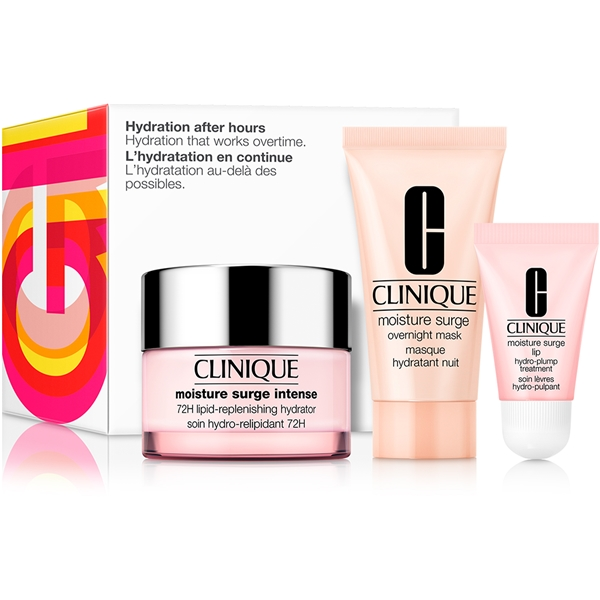 Hydration after hours
Hydration that works overtime.
L'hydratation en continue
L'hydratation au-delà des
possibles.
CLINIQUE
moisture surge intense
72H lipid-replenishing hydrator
soin hydro-relipidant 72H
C
CLINIQUE
moisture surge
overnight mask
masque
hydratant nuit
C
CLINIQUE
moisture surge
lip
hydro-plump
treatment
soin lèvres
hydro-pulpant